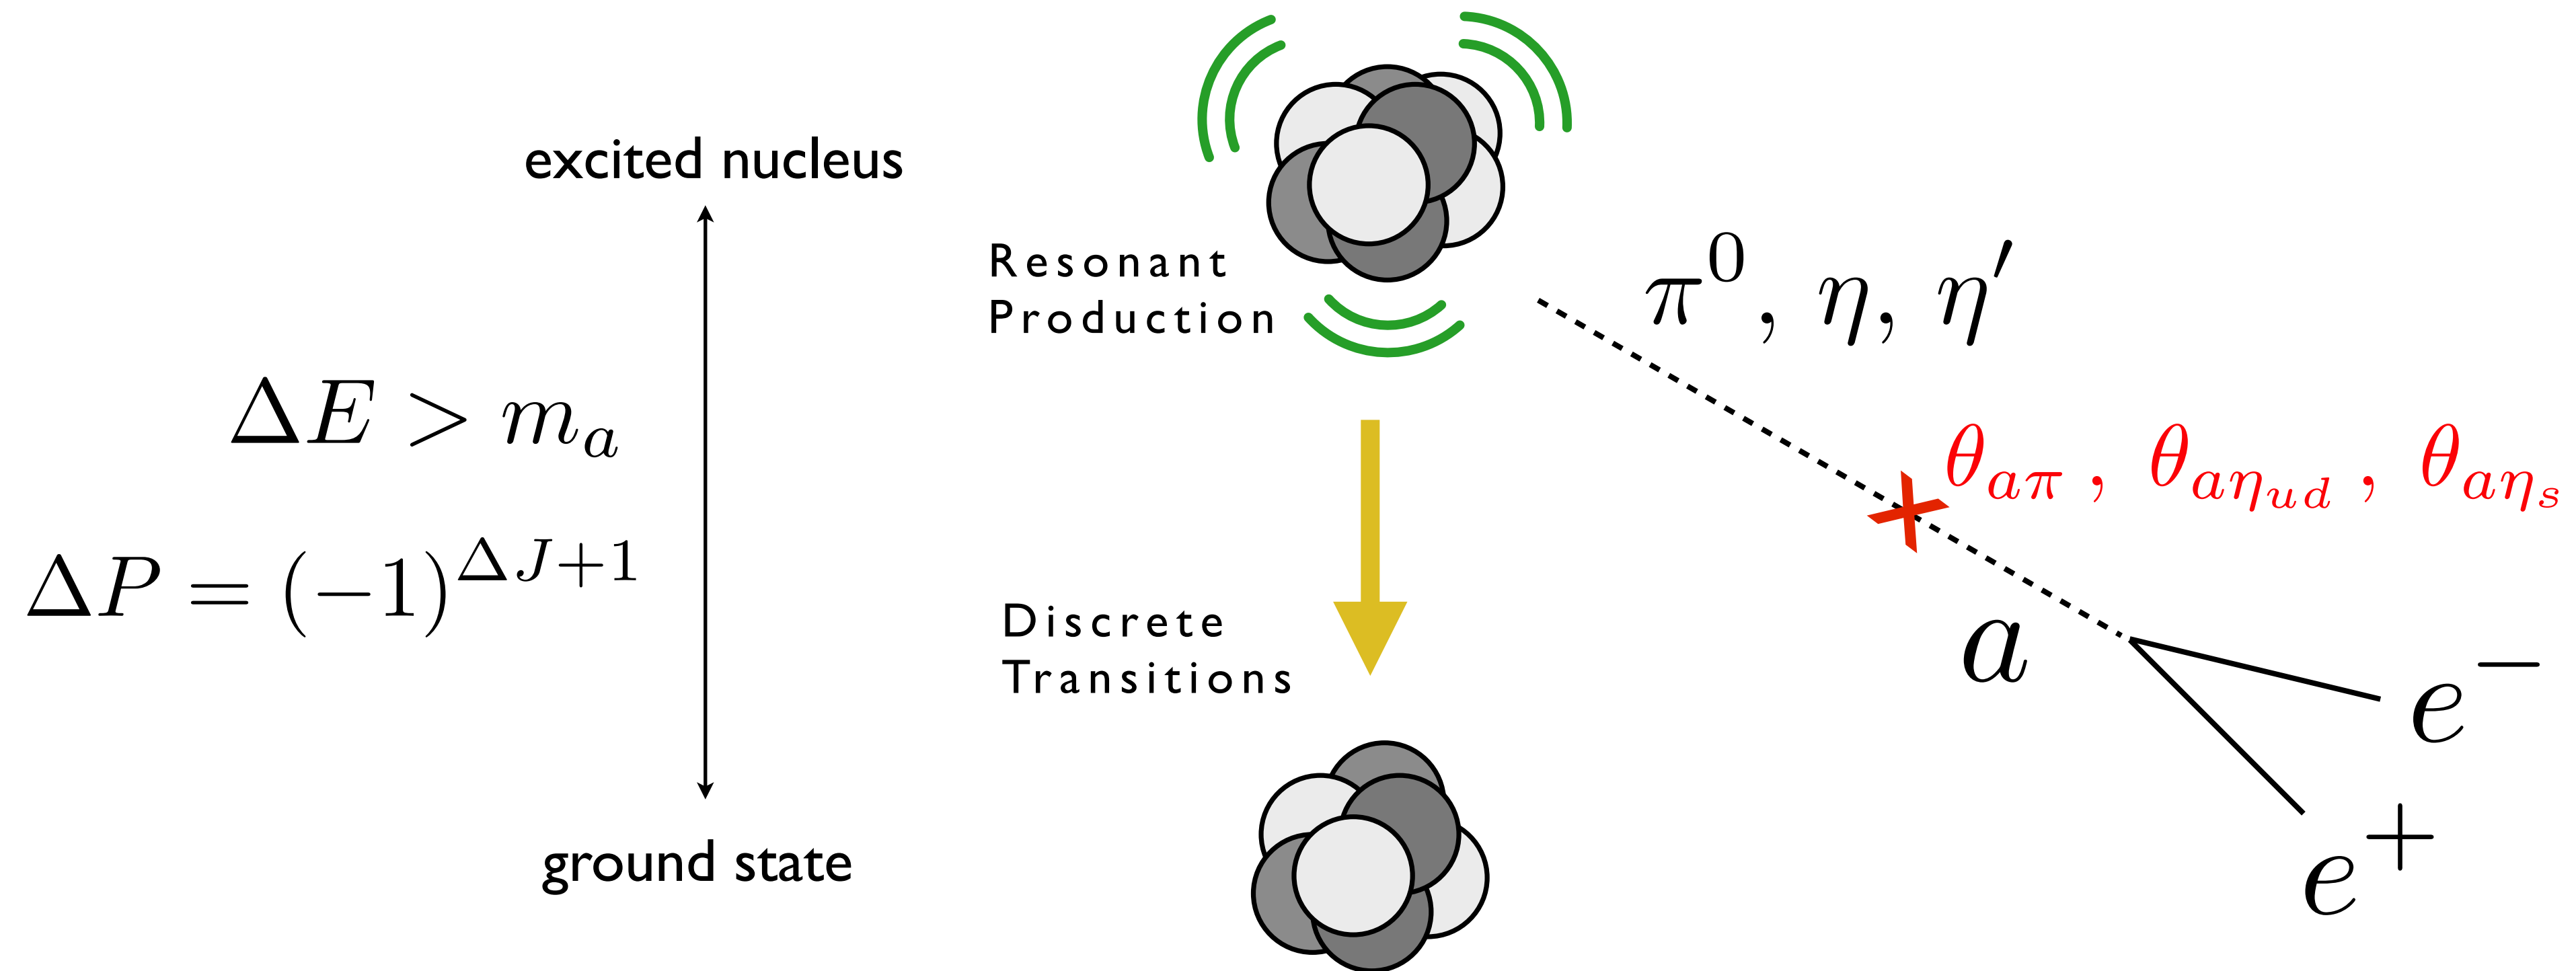 excited nucleus
Resonant
Production
π⁰, η, η′
ΔE > mₐ
θ_{aπ}, θ_{aη_{ud}}, θ_{aη_s}
ΔP = (−1)^{ΔJ+1}
Discrete
Transitions
a
e⁻
ground state
e⁺